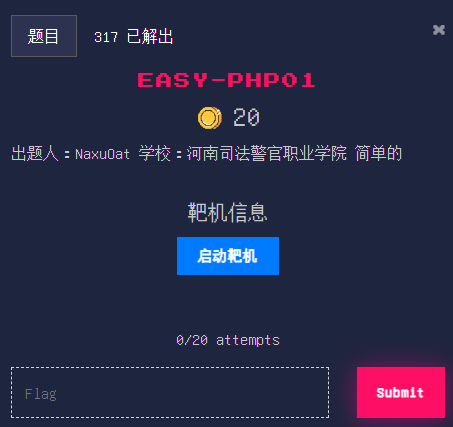 题目 317 已解出
×
EASY-PHP01
20
出题人：NaxuOat 学校：河南司法警官职业学院 简单的
靶机信息
启动靶机
0/20 attempts
Flag Submit